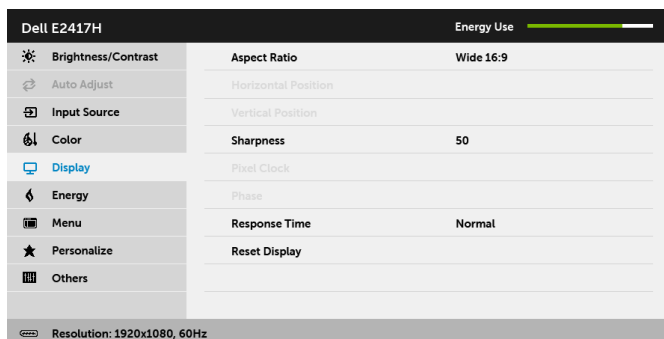 Dell E2417H Energy Use
Brightness/Contrast Aspect Ratio Wide 16:9
Auto Adjust Horizontal Position
Input Source Vertical Position
Color Sharpness 50
Display Pixel Clock
Energy Phase
Menu Response Time Normal
Personalize Reset Display
Others
Resolution: 1920x1080, 60Hz